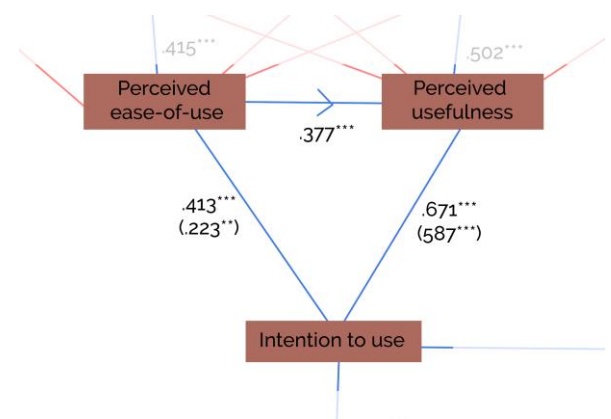 .415***
.502***
Perceived
ease-of-use
Perceived
usefulness
.377***
.413***
(.223**)
.671***
(587***)
Intention to use